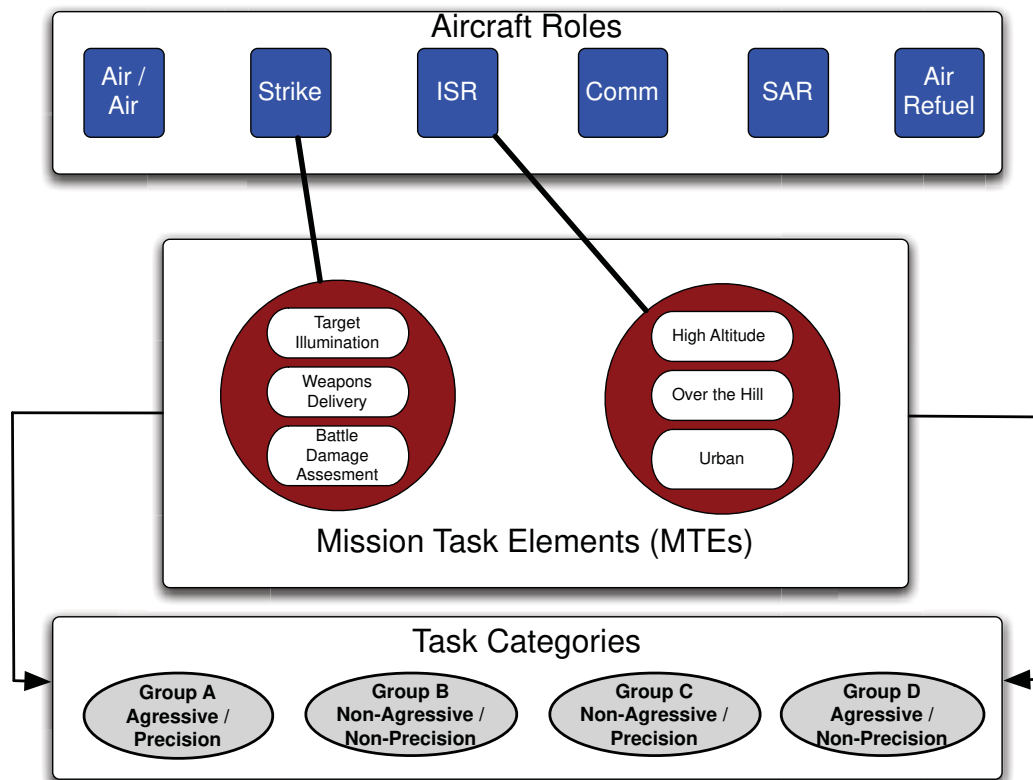 Aircraft Roles
Air /
Air
Strike
ISR
Comm
SAR
Air
Refuel
Target
Illumination
Weapons
Delivery
Battle
Damage
Assesment
High Altitude
Over the Hill
Urban
Mission Task Elements (MTEs)
Task Categories
Group A
Agressive /
Precision
Group B
Non-Agressive /
Non-Precision
Group C
Non-Agressive /
Precision
Group D
Agressive /
Non-Precision